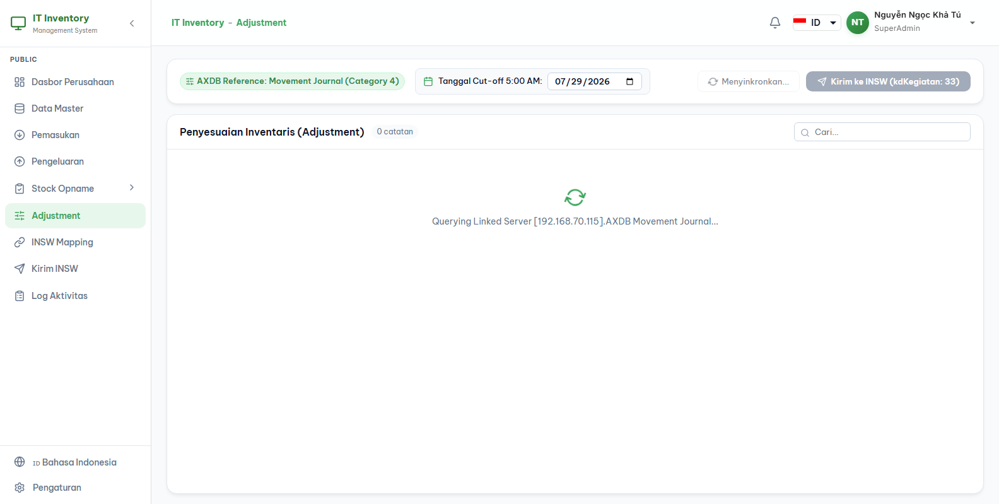 IT Inventory
Management System
PUBLIC
Dasbor Perusahaan
Data Master
Pemasukan
Pengeluaran
Stock Opname
Adjustment
INSW Mapping
Kirim INSW
Log Aktivitas
ID Bahasa Indonesia
Pengaturan
IT Inventory - Adjustment
ID
NT
Nguyễn Ngọc Khả Tú
SuperAdmin
AXDB Reference: Movement Journal (Category 4)
Tanggal Cut-off 5:00 AM:
07/29/2026
Menyinkronkan...
Kirim ke INSW (kdKegiatan: 33)
Penyesuaian Inventaris (Adjustment)
0 catatan
Cari...
Querying Linked Server [192.168.70.115].AXDB Movement Journal...